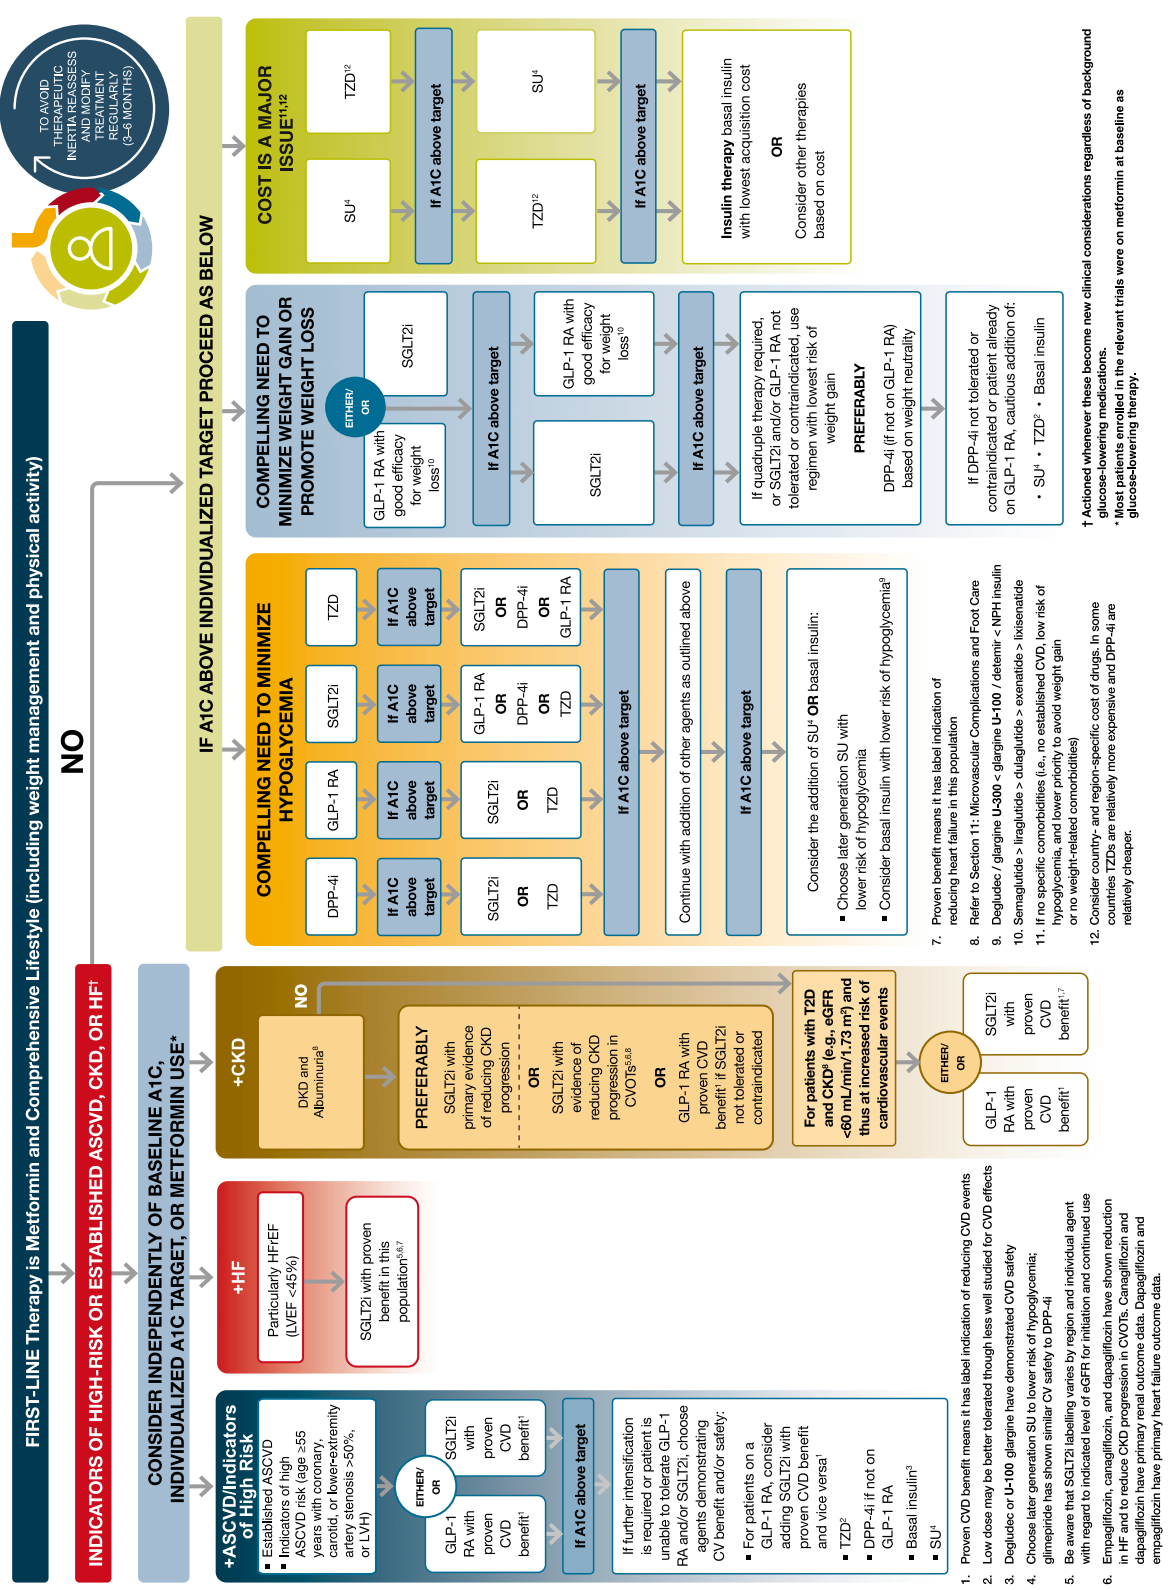 FIRST-LINE Therapy is Metformin and Comprehensive Lifestyle (including weight management and physical activity)
TO AVOID
THERAPEUTIC
INERTIA REASSESS
AND MODIFY
TREATMENT
REGULARLY
(3–6 MONTHS)
INDICATORS OF HIGH-RISK OR ESTABLISHED ASCVD, CKD, OR HF†
NO
CONSIDER INDEPENDENTLY OF BASELINE A1C,
INDIVIDUALIZED A1C TARGET, OR METFORMIN USE*
IF A1C ABOVE INDIVIDUALIZED TARGET PROCEED AS BELOW
+ASCVD/Indicators
of High Risk
▪ Established ASCVD
▪ Indicators of high
ASCVD risk (age ≥55
years with coronary,
carotid, or lower-extremity
artery stenosis >50%,
or LVH)
EITHER/
OR
GLP-1
RA with
proven
CVD
benefit¹
SGLT2i
with
proven
CVD
benefit¹
If A1C above target
If further intensification
is required or patient is
unable to tolerate GLP-1
RA and/or SGLT2i, choose
agents demonstrating
CV benefit and/or safety:
▪ For patients on a
GLP-1 RA, consider
adding SGLT2i with
proven CVD benefit
and vice versa¹
▪ TZD²
▪ DPP-4i if not on
GLP-1 RA
▪ Basal insulin³
▪ SU⁴
+HF
Particularly HFrEF
(LVEF <45%)
SGLT2i with proven
benefit in this
population⁵,⁶,⁷
+CKD
DKD and
Albuminuria⁸
NO
PREFERABLY
SGLT2i with
primary evidence
of reducing CKD
progression
OR
SGLT2i with
evidence of
reducing CKD
progression in
CVOTs⁵,⁶,⁸
OR
GLP-1 RA with
proven CVD
benefit¹ if SGLT2i
not tolerated or
contraindicated
For patients with T2D
and CKD⁸ (e.g., eGFR
<60 mL/min/1.73 m²) and
thus at increased risk of
cardiovascular events
EITHER/
OR
GLP-1
RA with
proven
CVD
benefit¹
SGLT2i
with
proven
CVD
benefit¹,⁷
COMPELLING NEED TO MINIMIZE
HYPOGLYCEMIA
DPP-4i
GLP-1 RA
SGLT2i
TZD
If A1C
above
target
If A1C
above
target
If A1C
above
target
If A1C
above
target
SGLT2i
OR
TZD
SGLT2i
OR
TZD
GLP-1 RA
OR
DPP-4i
OR
TZD
SGLT2i
OR
DPP-4i
OR
GLP-1 RA
If A1C above target
Continue with addition of other agents as outlined above
If A1C above target
Consider the addition of SU⁴ OR basal insulin:
▪ Choose later generation SU with
lower risk of hypoglycemia
▪ Consider basal insulin with lower risk of hypoglycemia⁹
COMPELLING NEED TO
MINIMIZE WEIGHT GAIN OR
PROMOTE WEIGHT LOSS
EITHER/
OR
GLP-1 RA with
good efficacy
for weight
loss¹⁰
SGLT2i
If A1C above target
SGLT2i
GLP-1 RA with
good efficacy
for weight
loss¹⁰
If A1C above target
If quadruple therapy required,
or SGLT2i and/or GLP-1 RA not
tolerated or contraindicated, use
regimen with lowest risk of
weight gain
PREFERABLY
DPP-4i (if not on GLP-1 RA)
based on weight neutrality
If DPP-4i not tolerated or
contraindicated or patient already
on GLP-1 RA, cautious addition of:
• SU⁴ • TZD² • Basal insulin
COST IS A MAJOR
ISSUE¹¹,¹²
SU⁴
TZD¹²
If A1C above target
TZD¹²
SU⁴
If A1C above target
Insulin therapy basal insulin
with lowest acquisition cost
OR
Consider other therapies
based on cost
1. Proven CVD benefit means it has label indication of reducing CVD events
2. Low dose may be better tolerated though less well studied for CVD effects
3. Degludec or U-100 glargine have demonstrated CVD safety
4. Choose later generation SU to lower risk of hypoglycemia;
glimepiride has shown similar CV safety to DPP-4i
5. Be aware that SGLT2i labelling varies by region and individual agent
with regard to indicated level of eGFR for initiation and continued use
6. Empagliflozin, canagliflozin, and dapagliflozin have shown reduction
in HF and to reduce CKD progression in CVOTs. Canagliflozin and
dapagliflozin have primary renal outcome data. Dapagliflozin and
empagliflozin have primary heart failure outcome data.
7. Proven benefit means it has label indication of
reducing heart failure in this population
8. Refer to Section 11: Microvascular Complications and Foot Care
9. Degludec / glargine U-300 < glargine U-100 / detemir < NPH insulin
10. Semaglutide > liraglutide > dulaglutide > exenatide > lixisenatide
11. If no specific comorbidities (i.e., no established CVD, low risk of
hypoglycemia, and lower priority to avoid weight gain
or no weight-related comorbidities)
12. Consider country- and region-specific cost of drugs. In some
countries TZDs are relatively more expensive and DPP-4i are
relatively cheaper.
† Actioned whenever these become new clinical considerations regardless of background
glucose-lowering medications.
* Most patients enrolled in the relevant trials were on metformin at baseline as
glucose-lowering therapy.